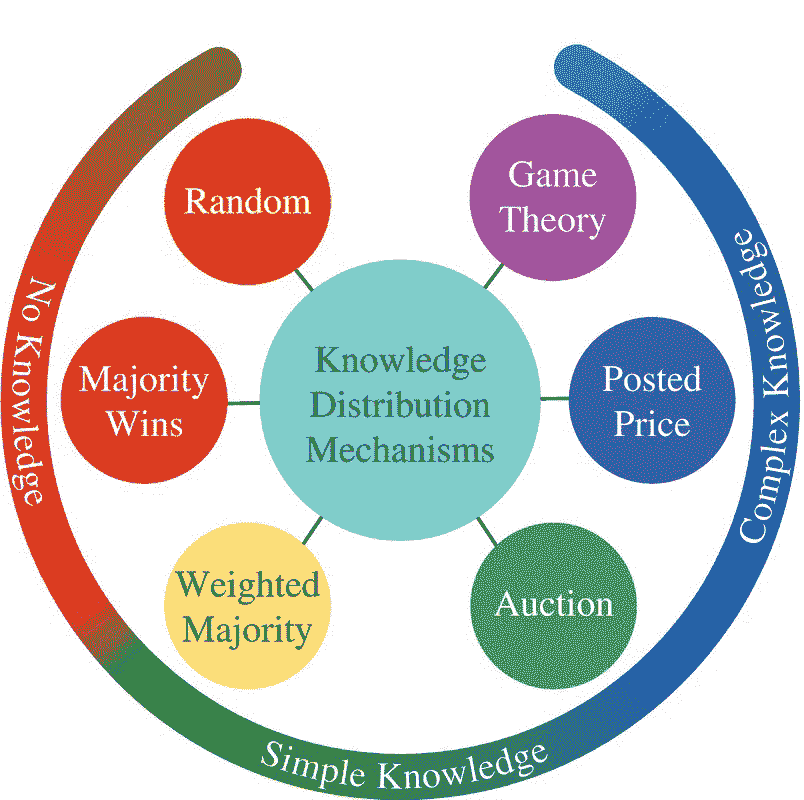 Random
Game
Theory
No Knowledge
Majority
Wins
Knowledge
Distribution
Mechanisms
Posted
Price
Complex Knowledge
Weighted
Majority
Auction
Simple Knowledge